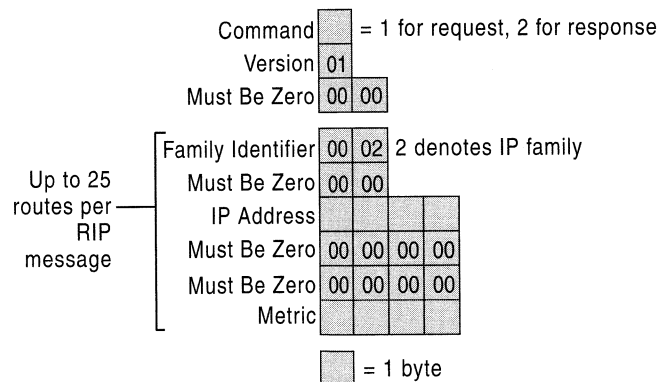 Command = 1 for request, 2 for response
Version 01
Must Be Zero 00 00
Family Identifier 00 02 2 denotes IP family
Must Be Zero 00 00
Up to 25
routes per
RIP
message
IP Address
Must Be Zero 00 00 00 00
Must Be Zero 00 00 00 00
Metric
= 1 byte